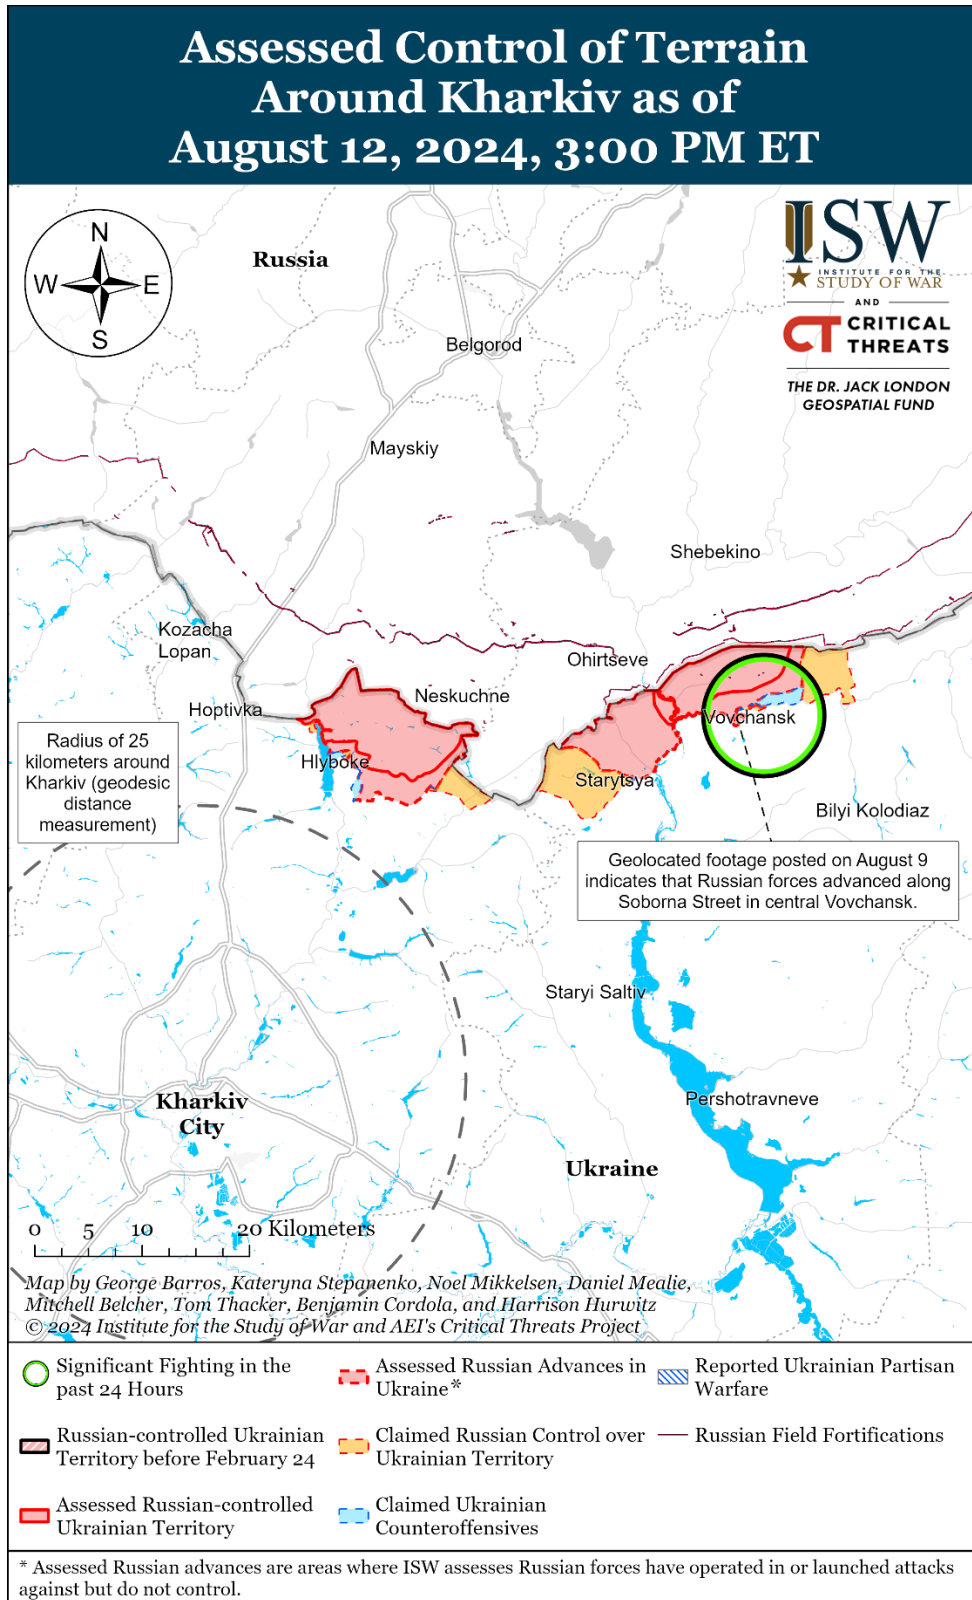 Assessed Control of Terrain
Around Kharkiv as of
August 12, 2024, 3:00 PM ET
N
W
E
S
Russia
ISW
INSTITUTE FOR THE
STUDY OF WAR
AND
CT CRITICAL
THREATS
THE DR. JACK LONDON
GEOSPATIAL FUND
Belgorod
Mayskiy
Shebekino
Kozacha
Lopan
Ohirtseve
Neskuchne
Hoptivka
Vovchansk
Radius of 25
kilometers around
Kharkiv (geodesic
distance
measurement)
Hlyboke
Starytsya
Bilyi Kolodiaz
Geolocated footage posted on August 9
indicates that Russian forces advanced along
Soborna Street in central Vovchansk.
Staryi Saltiv
Kharkiv
City
Pershotravneve
Ukraine
0 5 10 20 Kilometers
Map by George Barros, Kateryna Stepanenko, Noel Mikkelsen, Daniel Mealie,
Mitchell Belcher, Tom Thacker, Benjamin Cordola, and Harrison Hurwitz
© 2024 Institute for the Study of War and AEI's Critical Threats Project
Significant Fighting in the
past 24 Hours
Russian-controlled Ukrainian
Territory before February 24
Assessed Russian-controlled
Ukrainian Territory
Assessed Russian Advances in
Ukraine*
Claimed Russian Control over
Ukrainian Territory
Claimed Ukrainian
Counteroffensives
Reported Ukrainian Partisan
Warfare
Russian Field Fortifications
* Assessed Russian advances are areas where ISW assesses Russian forces have operated in or launched attacks
against but do not control.